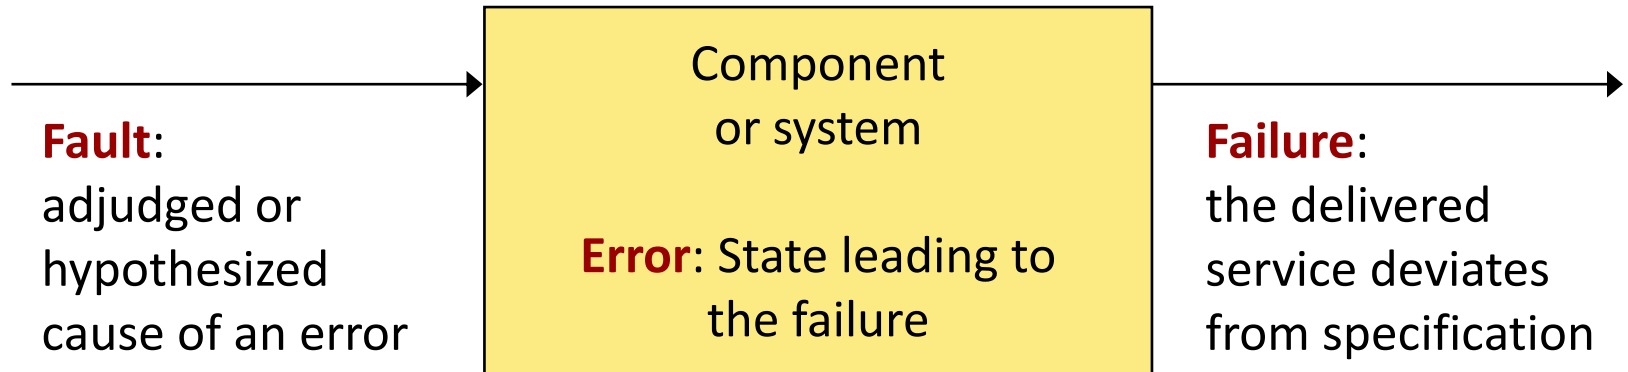 Fault:
adjudged or
hypothesized
cause of an error
Component
or system
Error: State leading to
the failure
Failure:
the delivered
service deviates
from specification